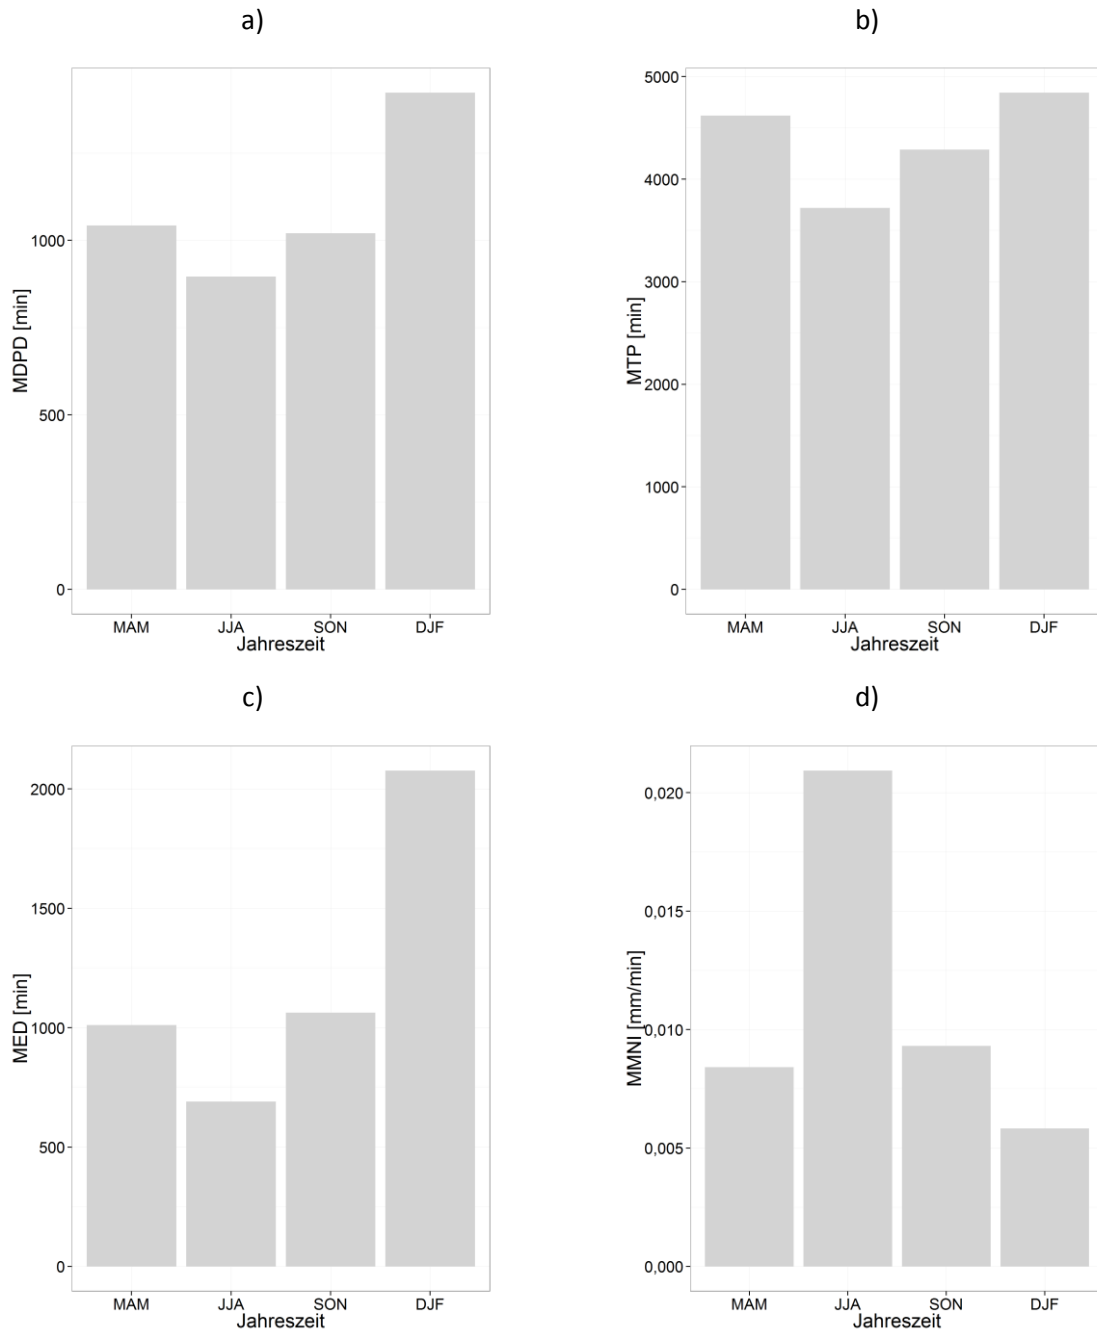 a)
MDPD [min]
1000
500
0
MAM JJA SON DJF
Jahreszeit
b)
MTP [min]
5000
4000
3000
2000
1000
0
MAM JJA SON DJF
Jahreszeit
c)
MED [min]
2000
1500
1000
500
0
MAM JJA SON DJF
Jahreszeit
d)
MMNI [mm/min]
0,020
0,015
0,010
0,005
0,000
MAM JJA SON DJF
Jahreszeit